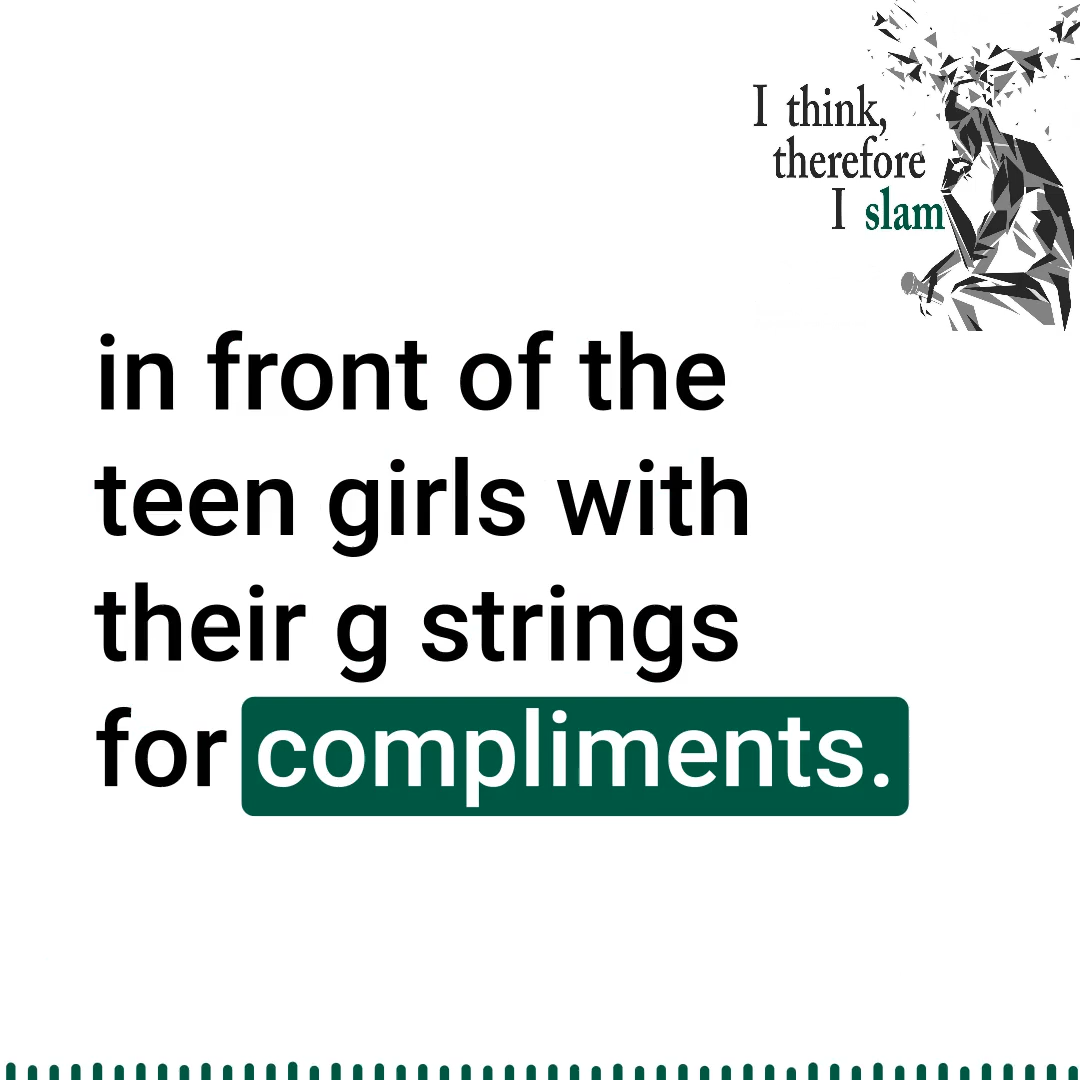 I think,
therefore
I slam
in front of the
teen girls with
their g strings
for compliments.